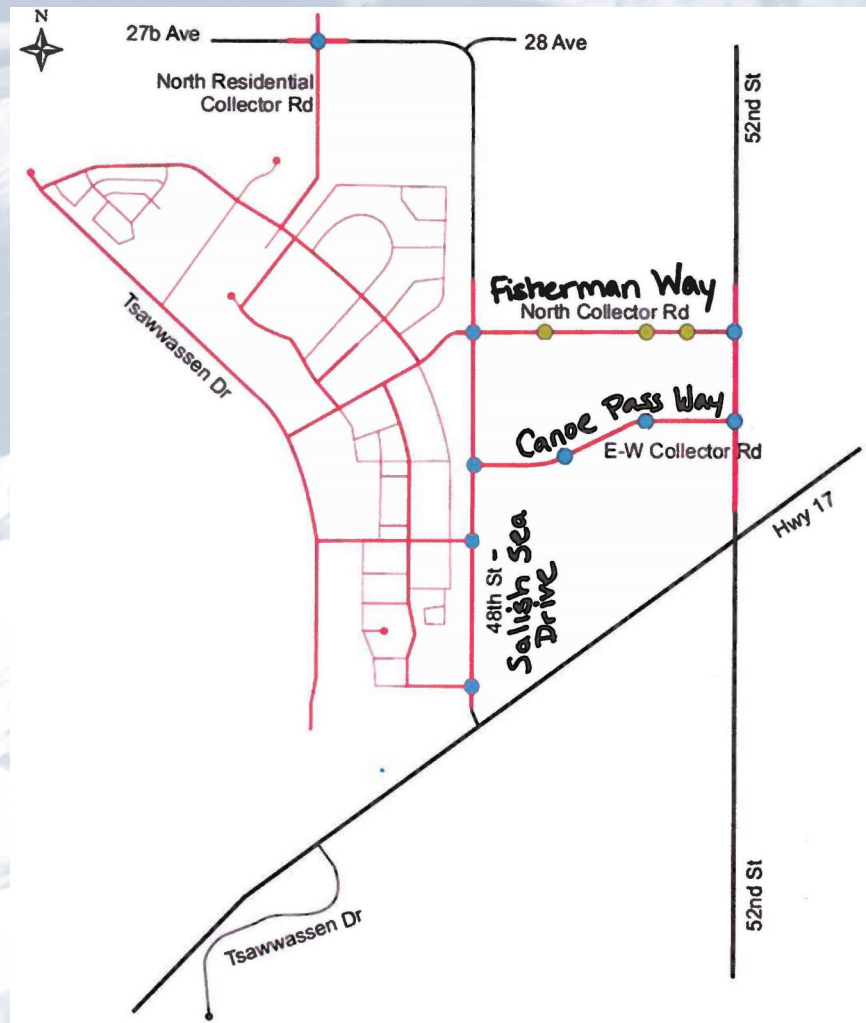 N
27b Ave
28 Ave
North Residential
Collector Rd
52nd St
Fisherman Way
North Collector Rd
Tsawwassen Dr
Canoe Pass Way
E-W Collector Rd
Hwy 17
48th St -
Salish Sea
Drive
52nd St
Tsawwassen Dr